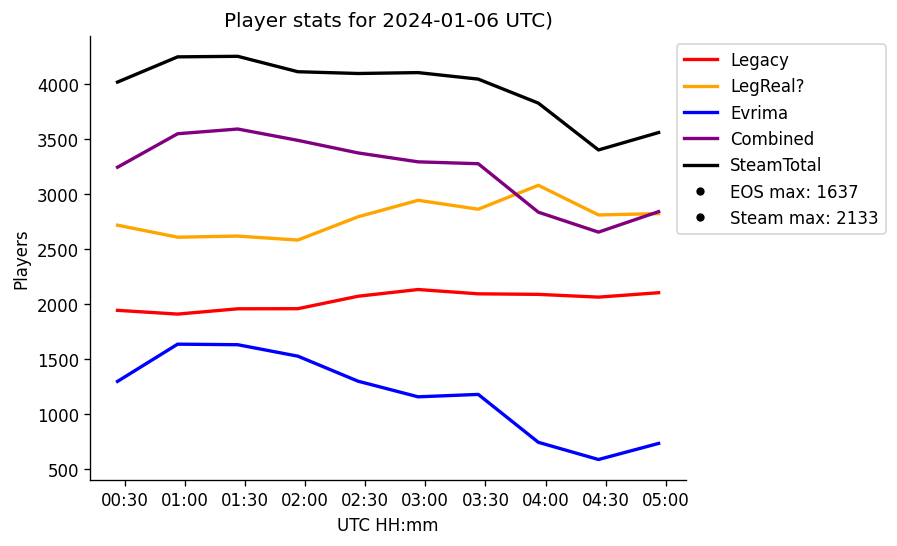 Player stats for 2024-01-06 UTC)
Players
4000
3500
3000
2500
2000
1500
1000
500
00:30 01:00 01:30 02:00 02:30 03:00 03:30 04:00 04:30 05:00
UTC HH:mm
Legacy
LegReal?
Evrima
Combined
SteamTotal
EOS max: 1637
Steam max: 2133